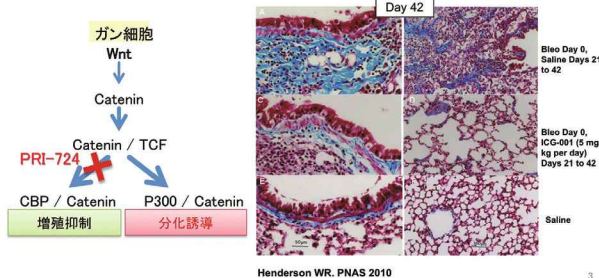 Day 42
ガン細胞
Wnt
Catenin
Catenin / TCF
PRI-724
CBP / Catenin
P300 / Catenin
増殖抑制
分化誘導
A
C
D
E
50μm
Bleo Day 0,
Saline Days 21
to 42
Bleo Day 0,
ICG-001 (5 mg
kg per day)
Days 21 to 42
Saline
Henderson WR. PNAS 2010
3